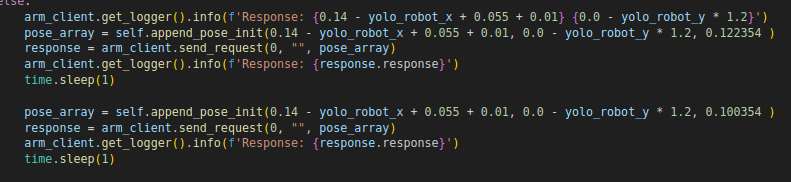 else:
arm_client.get_logger().info(f'Response: {0.14 - yolo_robot_x + 0.055 + 0.01} {0.0 - yolo_robot_y * 1.2}')
pose_array = self.append_pose_init(0.14 - yolo_robot_x + 0.055 + 0.01, 0.0 - yolo_robot_y * 1.2, 0.122354 )
response = arm_client.send_request(0, "", pose_array)
arm_client.get_logger().info(f'Response: {response.response}')
time.sleep(1)
pose_array = self.append_pose_init(0.14 - yolo_robot_x + 0.055 + 0.01, 0.0 - yolo_robot_y * 1.2, 0.100354 )
response = arm_client.send_request(0, "", pose_array)
arm_client.get_logger().info(f'Response: {response.response}')
time.sleep(1)